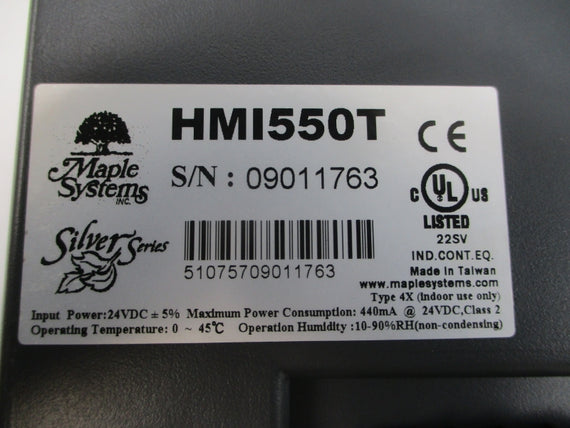 HMI550T
CE
Maple
Systems
INC.
S/N : 09011763
C UL US
LISTED
22SV
IND.CONT.EQ.
Silver Series
51075709011763
Made in Taiwan
www.maplesystems.com
Type 4X (indoor use only)
Input Power:24VDC ± 5% Maximum Power Consumption: 440mA @ 24VDC,Class 2
Operating Temperature: 0 ~ 45℃ Operation Humidity :10-90%RH(non-condensing)